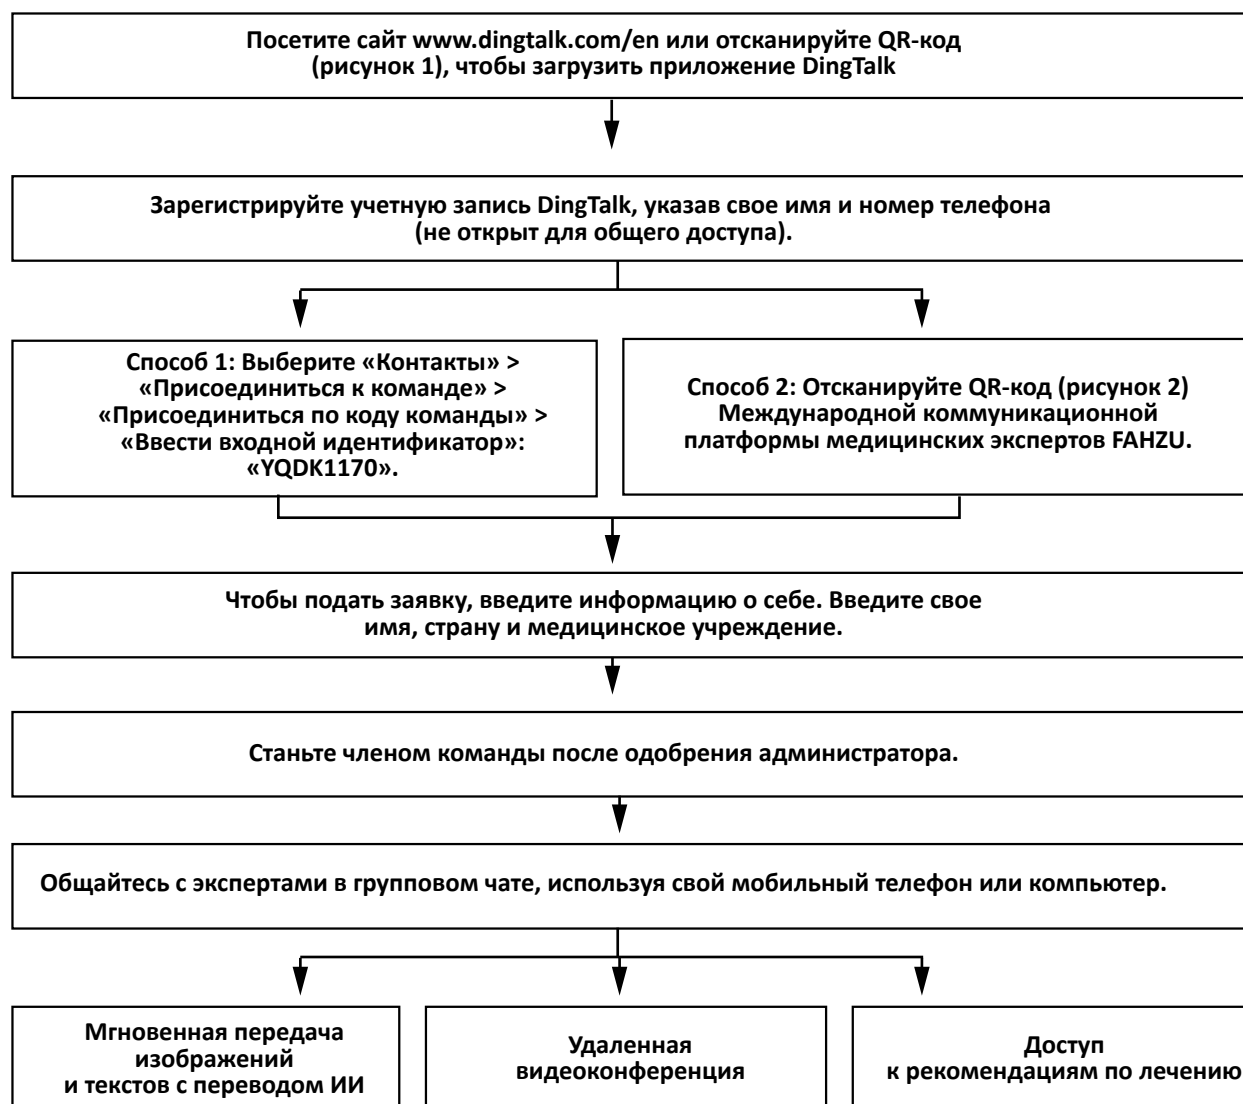 Посетите сайт www.dingtalk.com/en или отсканируйте QR-код
(рисунок 1), чтобы загрузить приложение DingTalk
Зарегистрируйте учетную запись DingTalk, указав свое имя и номер телефона
(не открыт для общего доступа).
Способ 1: Выберите «Контакты» >
«Присоединиться к команде» >
«Присоединиться по коду команды» >
«Ввести входной идентификатор»:
«YQDK1170».
Способ 2: Отсканируйте QR-код (рисунок 2)
Международной коммуникационной
платформы медицинских экспертов FAHZU.
Чтобы подать заявку, введите информацию о себе. Введите свое
имя, страну и медицинское учреждение.
Станьте членом команды после одобрения администратора.
Общайтесь с экспертами в групповом чате, используя свой мобильный телефон или компьютер.
Мгновенная передача
изображений
и текстов с переводом ИИ
Удаленная
видеоконференция
Доступ
к рекомендациям по лечению